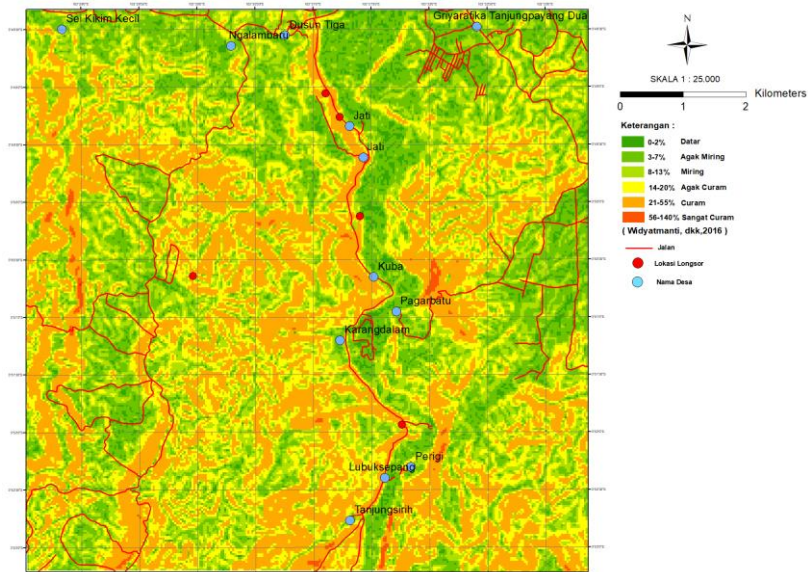 Sei Kikim Kecil
Ngalambaru
Dusun Tiga
Griyaratika Tanjungpayang Dua
Jati
Lati
Kuba
Pagarbatu
Karangdalam
Perigi
Lubuksepang
Tanjungsirih
N
SKALA 1 : 25.000
Kilometers
0 1 2
Keterangan :
0-2% Datar
3-7% Agak Miring
8-13% Miring
14-20% Agak Curam
21-55% Curam
56-140% Sangat Curam
( Widyatmanti, dkk,2016 )
Jalan
Lokasi Longsor
Nama Desa